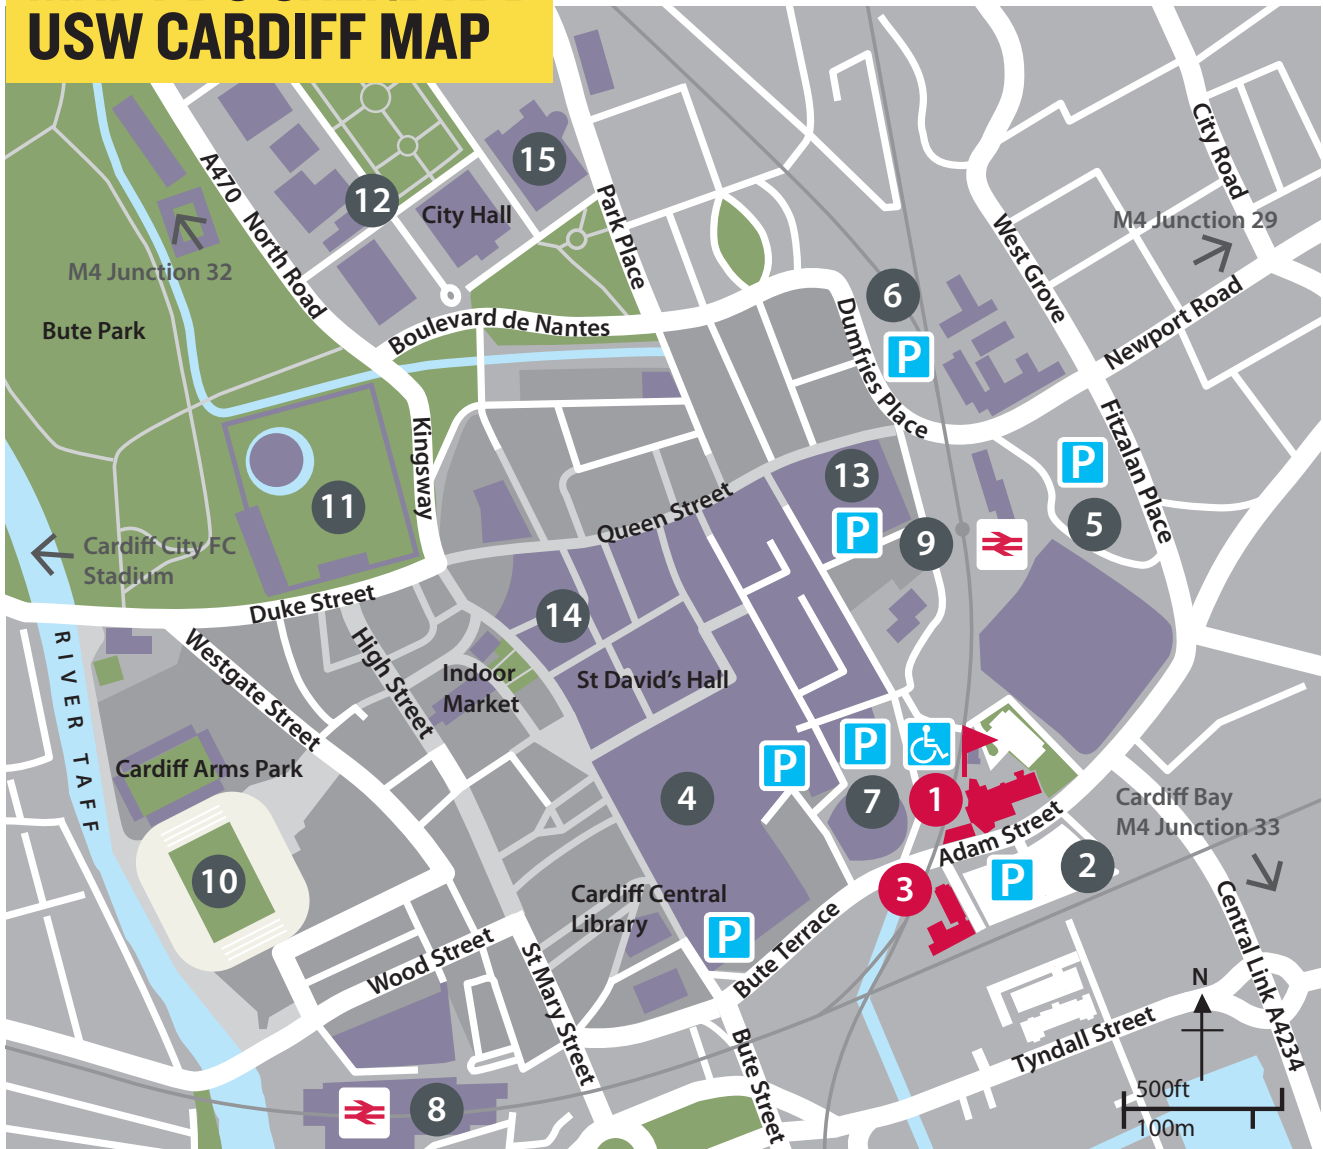 USW CARDIFF MAP
15
A470
North Road
12
City Hall
Park Place
City Road
M4 Junction 29
M4 Junction 32
West Grove
Bute Park
Boulevard de Nantes
6
P
Dumfries Place
Newport Road
Kingsway
Fitzalan Place
P
13
Queen Street
11
P
9
5
Cardiff City FC
Stadium
Duke Street
14
RIVER TAFF
Westgate Street
High Street
Indoor
Market
St David's Hall
P
P
Cardiff Arms Park
4
7
1
Adam Street
Cardiff Bay
M4 Junction 33
10
Cardiff Central
Library
3
P
2
Central Link A4234
P
Wood Street
St Mary Street
Bute Terrace
N
Tyndall Street
Bute Street
8
500ft
100m